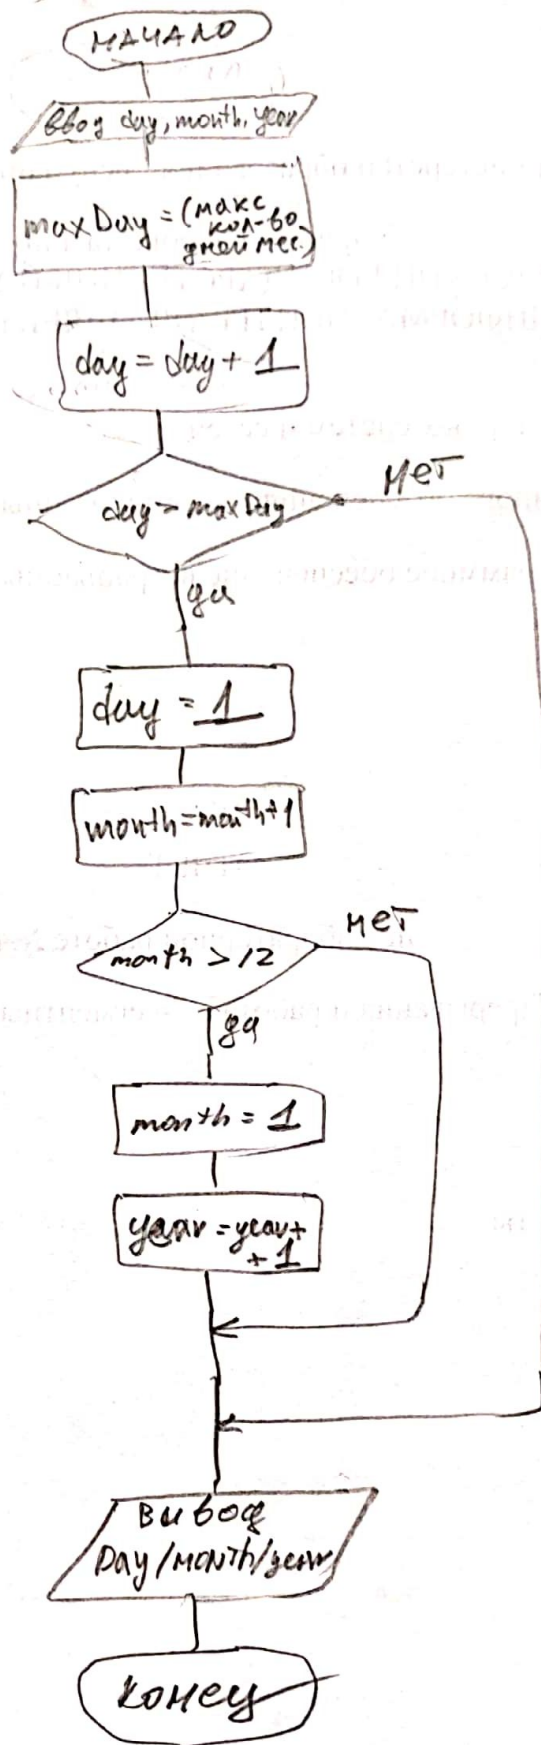 НАЧАЛО
Ввод day, month, year
maxDay = (макс
кол-во
дней мес.)
day = day + 1
day > maxDay
нет
да
day = 1
month = month + 1
month > 12
нет
да
month = 1
year = year +
+ 1
вывод
Day/month/year
конец